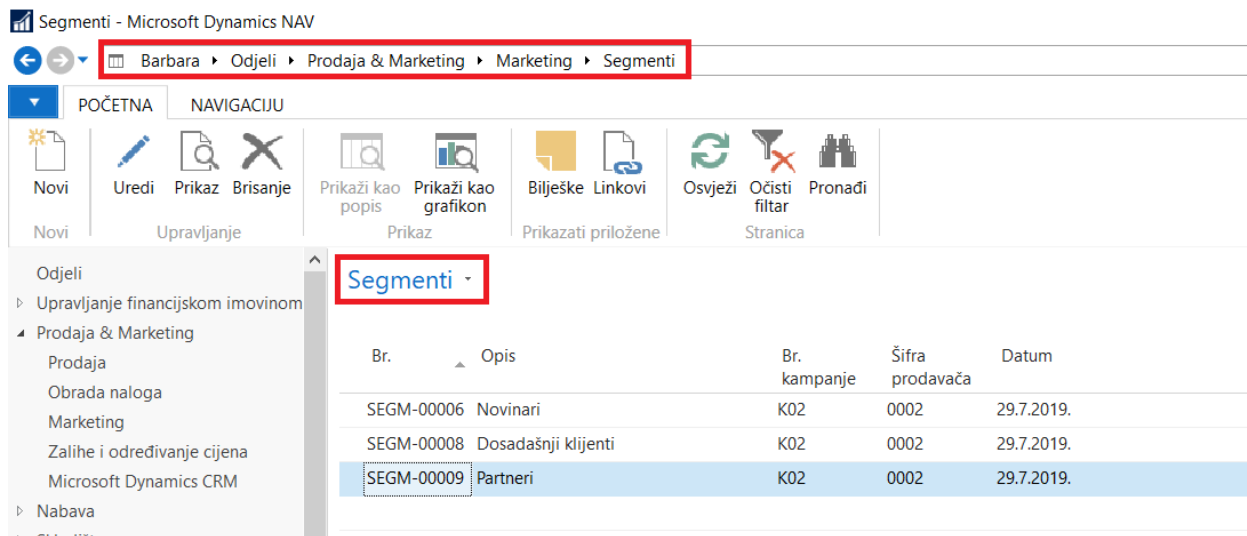 Segmenti - Microsoft Dynamics NAV
Barbara Odjeli Prodaja & Marketing Marketing Segmenti
POČETNA NAVIGACIJU
Novi Uredi Prikaz Brisanje Prikaži kao popis Prikaži kao grafikon Bilješke Linkovi Osvježi Očisti filtar Pronađi
Novi Upravljanje Prikaz Prikazati priložene Stranica
Odjeli
Upravljanje financijskom imovinom
Prodaja & Marketing
Prodaja
Obrada naloga
Marketing
Zalihe i određivanje cijena
Microsoft Dynamics CRM
Nabava
Segmenti
Br. Opis Br. kampanje Šifra prodavača Datum
SEGM-00006 Novinari K02 0002 29.7.2019.
SEGM-00008 Dosadašnji klijenti K02 0002 29.7.2019.
SEGM-00009 Partneri K02 0002 29.7.2019.